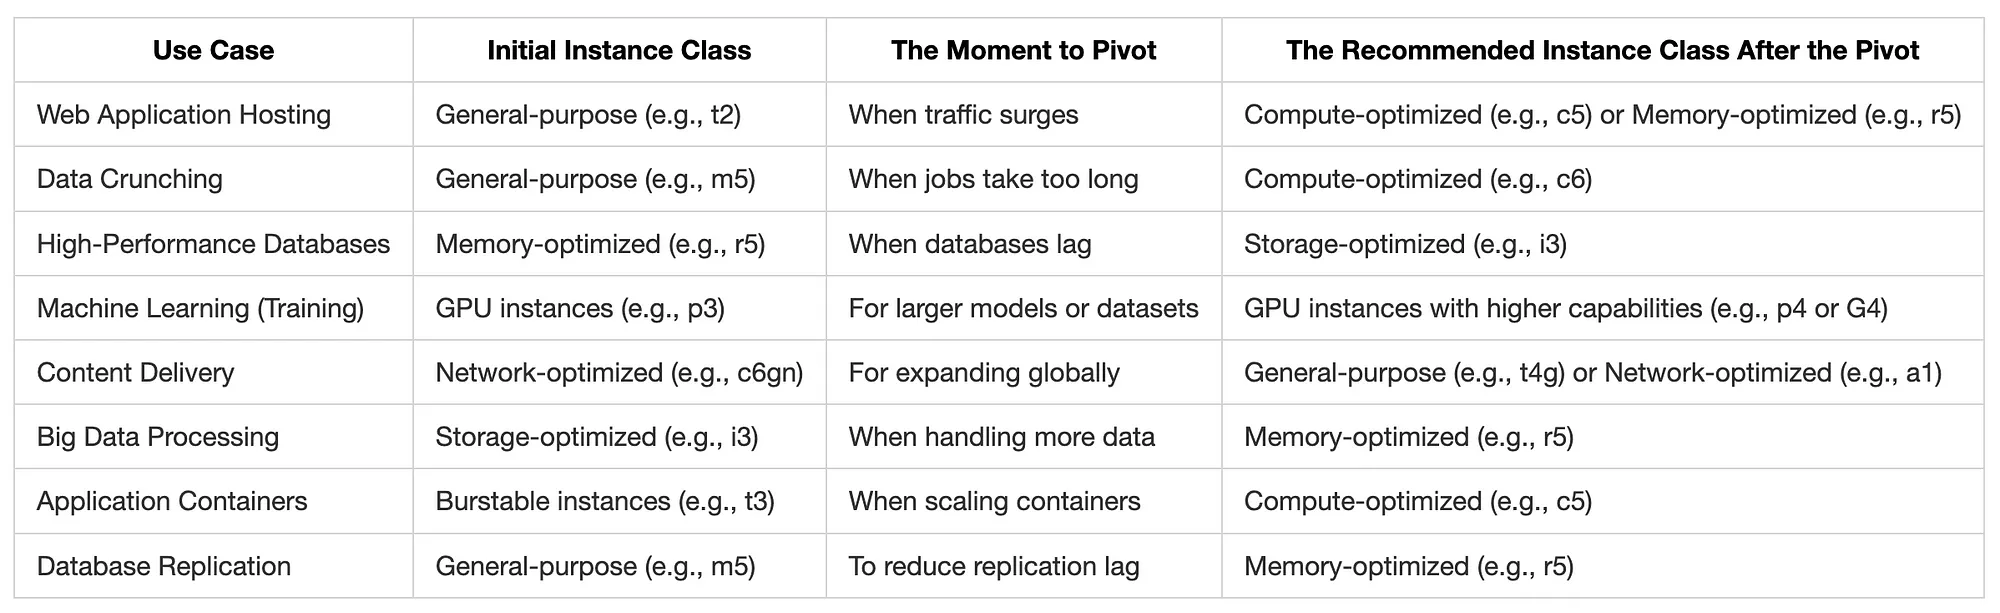 Use Case Initial Instance Class The Moment to Pivot The Recommended Instance Class After the Pivot
Web Application Hosting General-purpose (e.g., t2) When traffic surges Compute-optimized (e.g., c5) or Memory-optimized (e.g., r5)
Data Crunching General-purpose (e.g., m5) When jobs take too long Compute-optimized (e.g., c6)
High-Performance Databases Memory-optimized (e.g., r5) When databases lag Storage-optimized (e.g., i3)
Machine Learning (Training) GPU instances (e.g., p3) For larger models or datasets GPU instances with higher capabilities (e.g., p4 or G4)
Content Delivery Network-optimized (e.g., c6gn) For expanding globally General-purpose (e.g., t4g) or Network-optimized (e.g., a1)
Big Data Processing Storage-optimized (e.g., i3) When handling more data Memory-optimized (e.g., r5)
Application Containers Burstable instances (e.g., t3) When scaling containers Compute-optimized (e.g., c5)
Database Replication General-purpose (e.g., m5) To reduce replication lag Memory-optimized (e.g., r5)